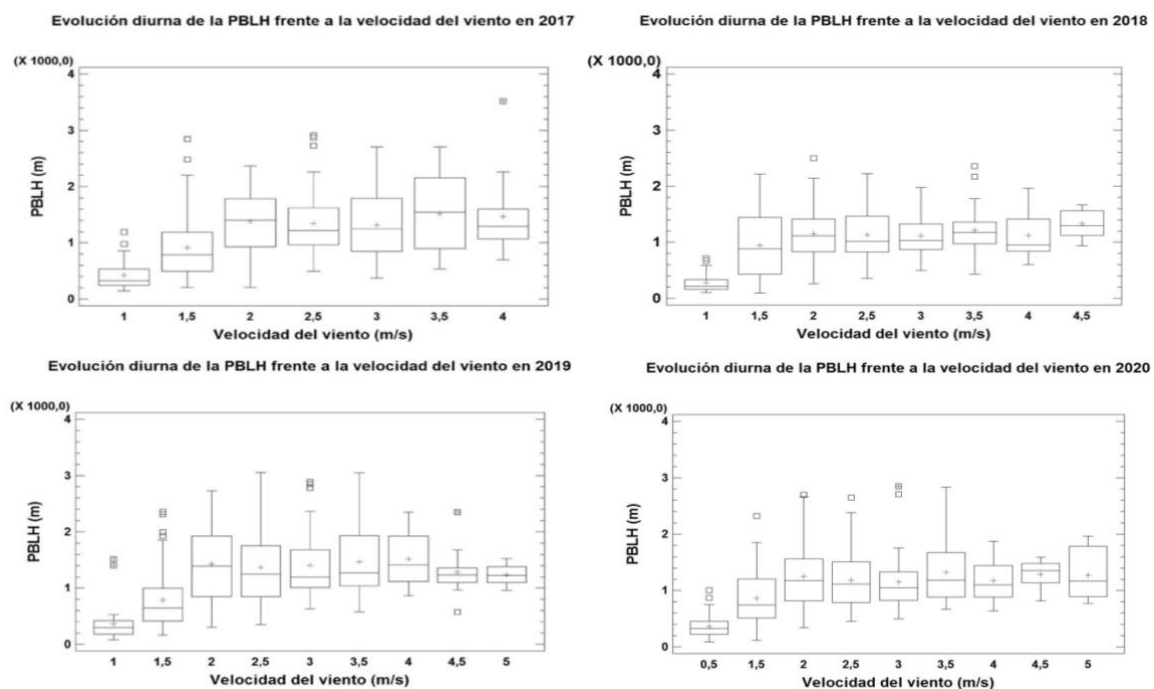 Evolución diurna de la PBLH frente a la velocidad del viento en 2017
(X 1000,0)
4
3
2
1
0
PBLH (m)
1 1,5 2 2,5 3 3,5 4
Velocidad del viento (m/s)
Evolución diurna de la PBLH frente a la velocidad del viento en 2018
(X 1000,0)
4
3
2
1
0
PBLH (m)
1 1,5 2 2,5 3 3,5 4 4,5
Velocidad del viento (m/s)
Evolución diurna de la PBLH frente a la velocidad del viento en 2019
(X 1000,0)
4
3
2
1
0
PBLH (m)
1 1,5 2 2,5 3 3,5 4 4,5 5
Velocidad del viento (m/s)
Evolución diurna de la PBLH frente a la velocidad del viento en 2020
(X 1000,0)
4
3
2
1
0
PBLH (m)
0,5 1,5 2 2,5 3 3,5 4 4,5 5
Velocidad del viento (m/s)